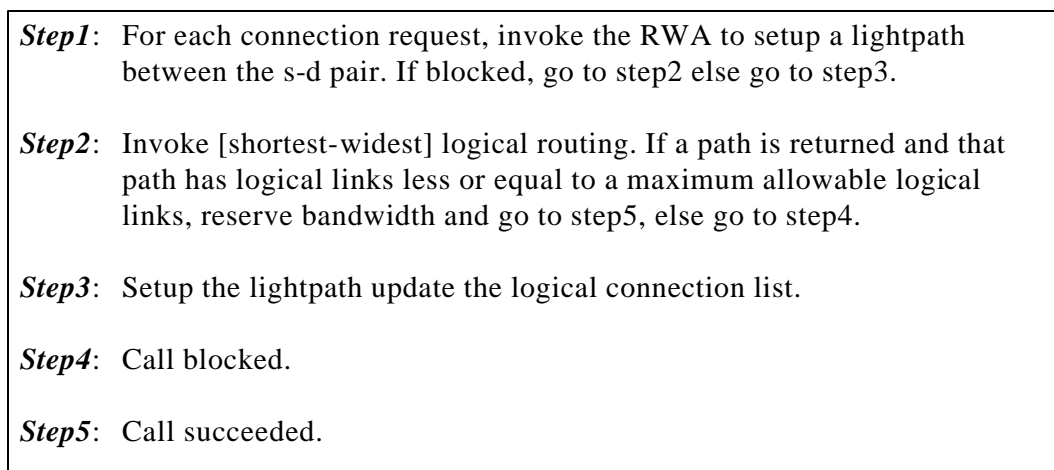 Step1: For each connection request, invoke the RWA to setup a lightpath
between the s-d pair. If blocked, go to step2 else go to step3.
Step2: Invoke [shortest-widest] logical routing. If a path is returned and that
path has logical links less or equal to a maximum allowable logical
links, reserve bandwidth and go to step5, else go to step4.
Step3: Setup the lightpath update the logical connection list.
Step4: Call blocked.
Step5: Call succeeded.